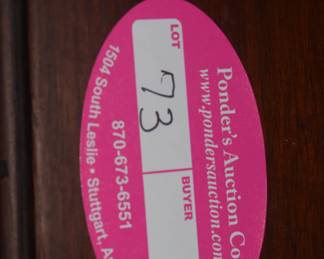 Ponder's Auction Co
www.pondersauction.com
LOT
73
BUYER
870-673-6551
1504 South Leslie • Stuttgart, A